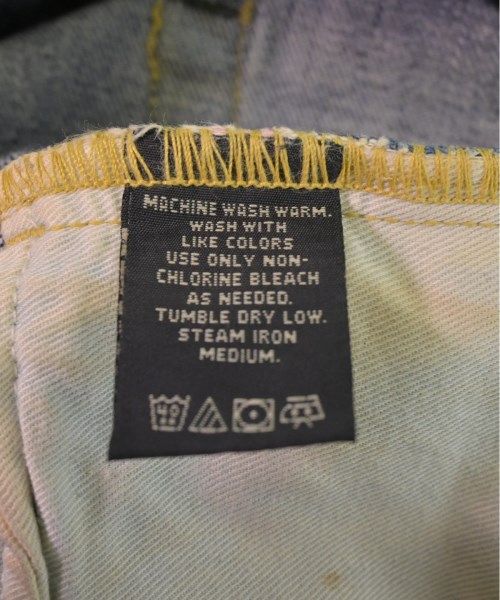 MACHINE WASH WARM.
WASH WITH
LIKE COLORS
USE ONLY NON-
CHLORINE BLEACH
AS NEEDED.
TUMBLE DRY LOW.
STEAM IRON
MEDIUM.
40